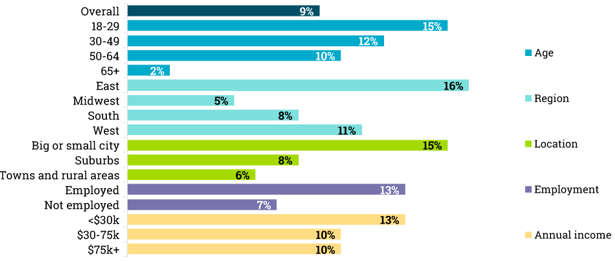 Overall 9%
18-29 15%
30-49 12%
50-64 10%
65+ 2%
East 16%
Midwest 5%
South 8%
West 11%
Big or small city 15%
Suburbs 8%
Towns and rural areas 6%
Employed 13%
Not employed 7%
<$30k 13%
$30-75k 10%
$75k+ 10%
Age
Region
Location
Employment
Annual income